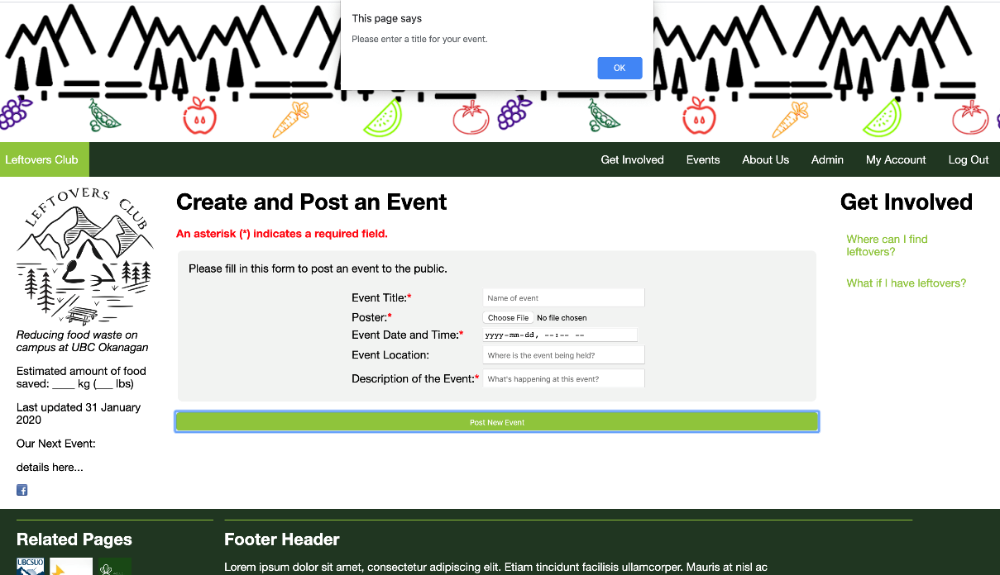 This page says
Please enter a title for your event.
OK
Leftovers Club
Get Involved
Events
About Us
Admin
My Account
Log Out
LEFTOVERS CLUB
Reducing food waste on
campus at UBC Okanagan
Estimated amount of food
saved: ____ kg (___ lbs)
Last updated 31 January
2020
Our Next Event:
details here...
f
Create and Post an Event
An asterisk (*) indicates a required field.
Please fill in this form to post an event to the public.
Event Title:* Name of event
Poster:* Choose File No file chosen
Event Date and Time:* yyyy-mm-dd, --:-- --
Event Location: Where is the event being held?
Description of the Event:* What's happening at this event?
Post New Event
Get Involved
Where can I find
leftovers?
What if I have leftovers?
Related Pages
UBCSUO
Footer Header
Lorem ipsum dolor sit amet, consectetur adipiscing elit. Etiam tincidunt facilisis ullamcorper. Mauris at nisl ac